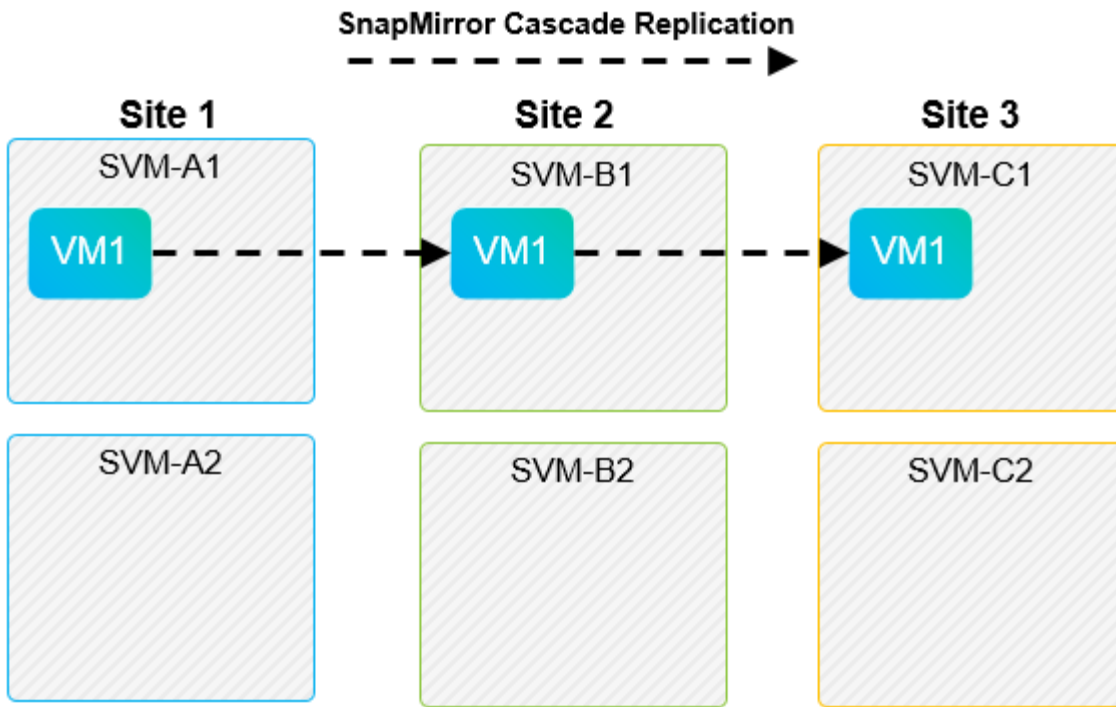 SnapMirror Cascade Replication
Site 1
Site 2
Site 3
SVM-A1
SVM-B1
SVM-C1
VM1
VM1
VM1
SVM-A2
SVM-B2
SVM-C2